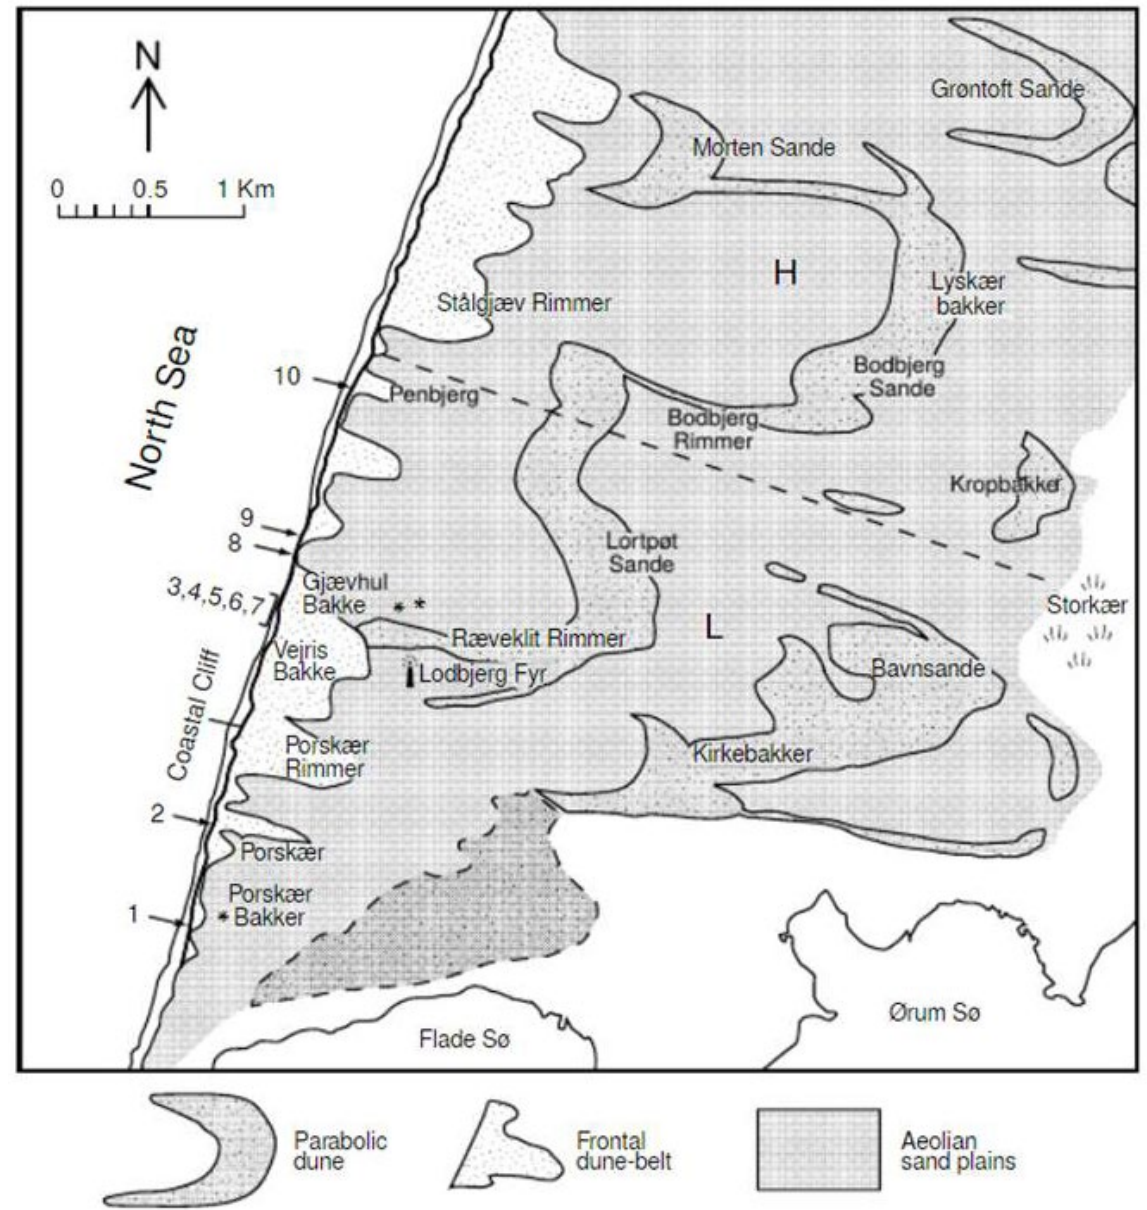 N
0 0.5 1 Km
North Sea
Coastal Cliff
Grøntoft Sande
Morten Sande
H
Lyskær
bakker
Stålgjæv Rimmer
10
Penbjerg
Bodbjerg
Sande
Bodbjerg
Rimmer
Kropbakke
9
8
Lortpøt
Sande
3,4,5,6,7
Gjævhul
Bakke
* *
Storkær
L
Ræveklit Rimmer
Vejris
Bakke
Lodbjerg Fyr
Bavnsande
Porskær
Rimmer
Kirkebakker
2
Porskær
1
Porskær
* Bakker
Flade Sø
Ørum Sø
Parabolic
dune
Frontal
dune-belt
Aeolian
sand plains